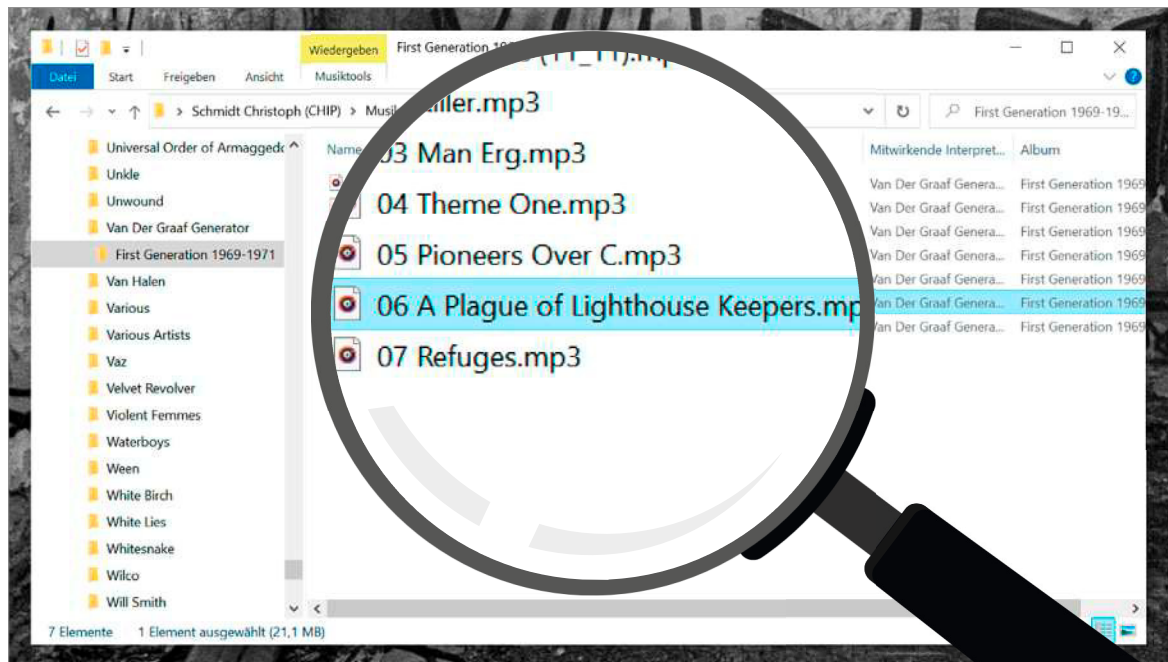 Wiedergeben First Generation
Datei Start Freigeben Ansicht Musiktools
Schmidt Christoph (CHIP) > First Generation 1969-19...
Name Mitwirkende Interpret... Album
Universal Order of Armaggedc
Unkle
Unwound
Van Der Graaf Generator
First Generation 1969-1971
Van Halen
Various
Various Artists
Vaz
Velvet Revolver
Violent Femmes
Waterboys
Ween
White Birch
White Lies
Whitesnake
Wilco
Will Smith
03 Man Erg.mp3
04 Theme One.mp3
05 Pioneers Over C.mp3
06 A Plague of Lighthouse Keepers.mp
07 Refuges.mp3
Van Der Graaf Genera... First Generation 1969
Van Der Graaf Genera... First Generation 1969
Van Der Graaf Genera... First Generation 1969
Van Der Graaf Genera... First Generation 1969
Van Der Graaf Genera... First Generation 1969
Van Der Graaf Genera... First Generation 1969
Van Der Graaf Genera... First Generation 1969
7 Elemente 1 Element ausgewählt (21,1 MB)